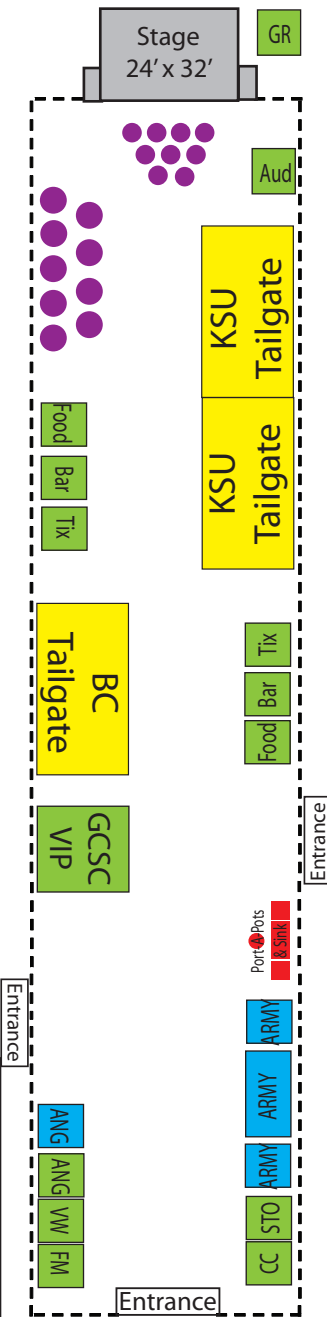 Stage
24' x 32'
GR
Aud
KSU
Tailgate
KSU
Tailgate
Food
Bar
Tix
BC
Tailgate
Tix
Bar
Food
GCSC
VIP
Entrance
Port-A-Pots
& Sink
Entrance
ARMY
ARMY
ARMY
ANG
ANG
VW
FM
STO
CC
Entrance